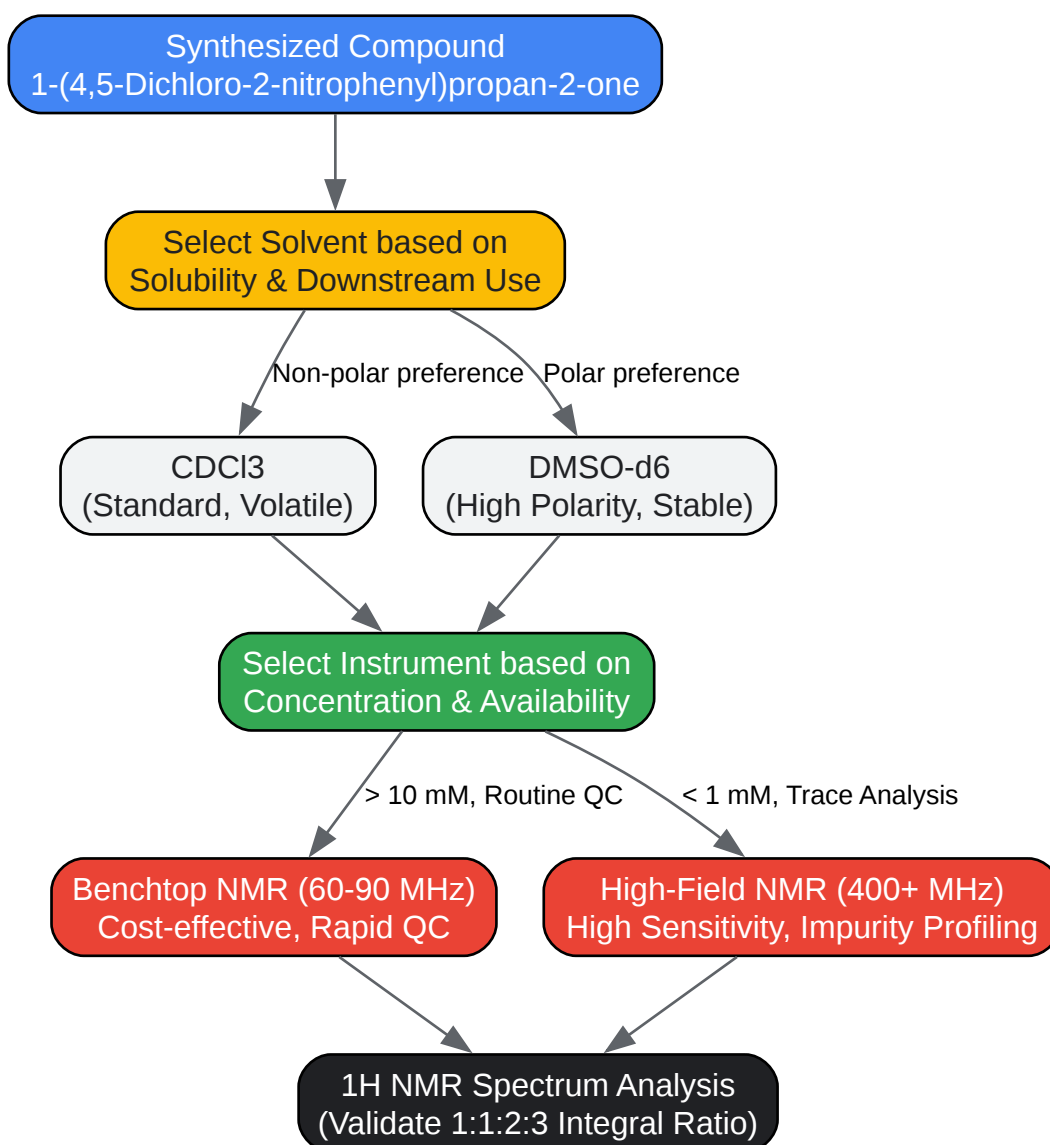 Synthesized Compound
1-(4,5-Dichloro-2-nitrophenyl)propan-2-one
Select Solvent based on
Solubility & Downstream Use
Non-polar preference
Polar preference
CDCl3
(Standard, Volatile)
DMSO-d6
(High Polarity, Stable)
Select Instrument based on
Concentration & Availability
> 10 mM, Routine QC
< 1 mM, Trace Analysis
Benchtop NMR (60-90 MHz)
Cost-effective, Rapid QC
High-Field NMR (400+ MHz)
High Sensitivity, Impurity Profiling
1H NMR Spectrum Analysis
(Validate 1:1:2:3 Integral Ratio)